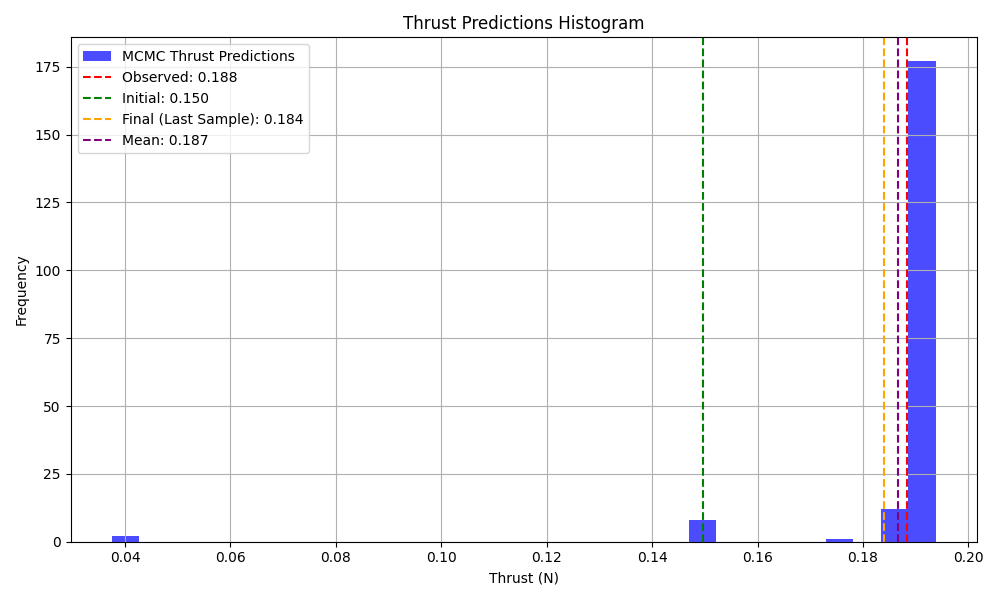 Thrust Predictions Histogram
MCMC Thrust Predictions
Observed: 0.188
Initial: 0.150
Final (Last Sample): 0.184
Mean: 0.187
175
150
125
100
75
50
25
0
Frequency
0.04 0.06 0.08 0.10 0.12 0.14 0.16 0.18 0.20
Thrust (N)